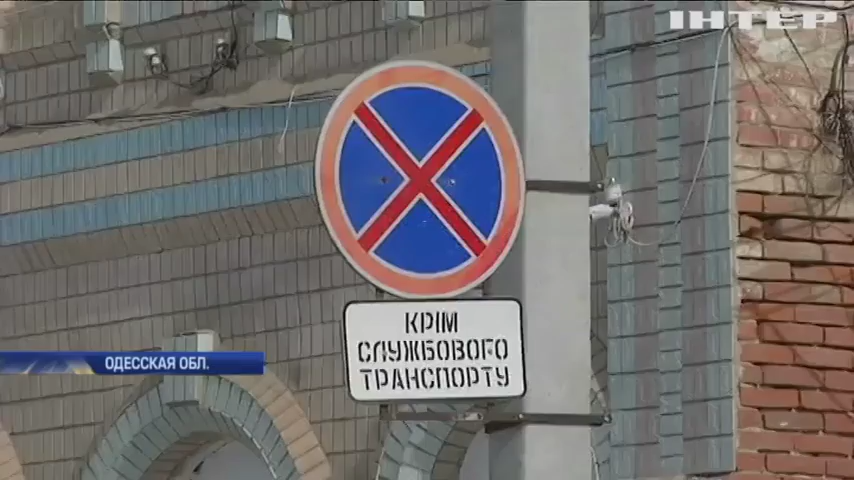 ІНТЕР
КРІМ
СЛУЖБОВОГО
ТРАНСПОРТУ
ОДЕССКАЯ ОБЛ.